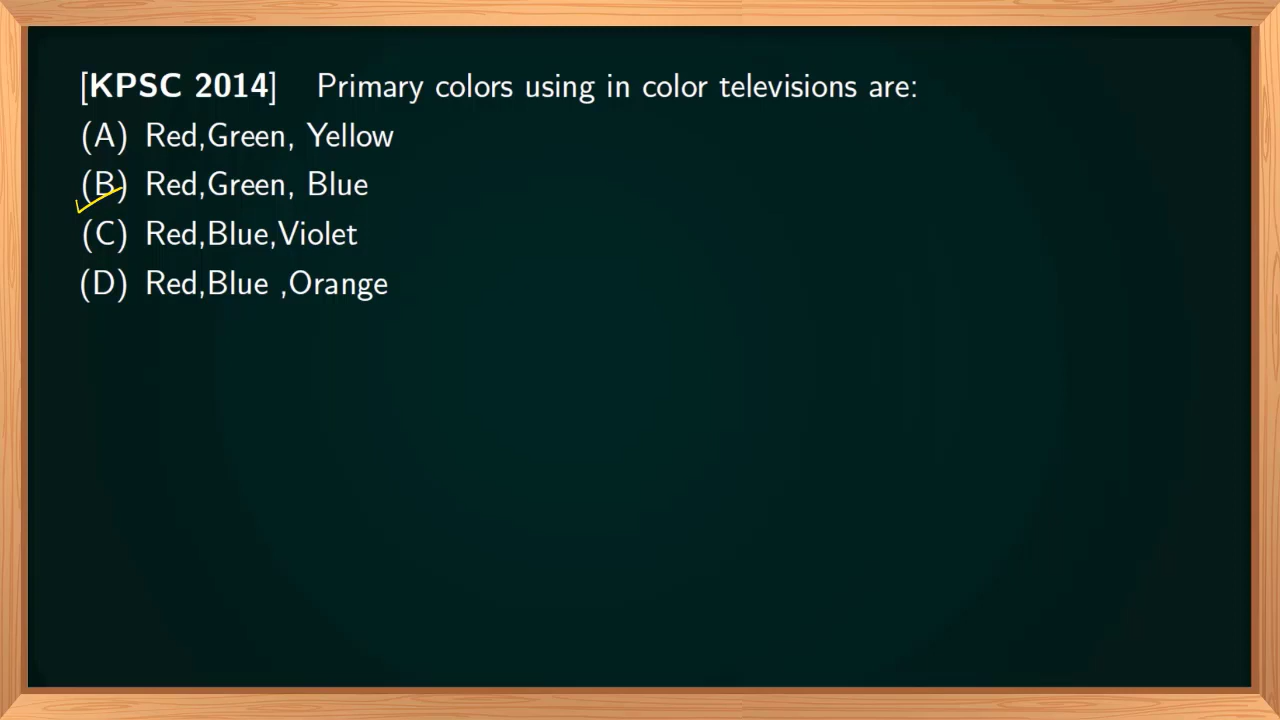 [KPSC 2014] Primary colors using in color televisions are:
(A) Red,Green, Yellow
(B) Red,Green, Blue
(C) Red,Blue,Violet
(D) Red,Blue ,Orange